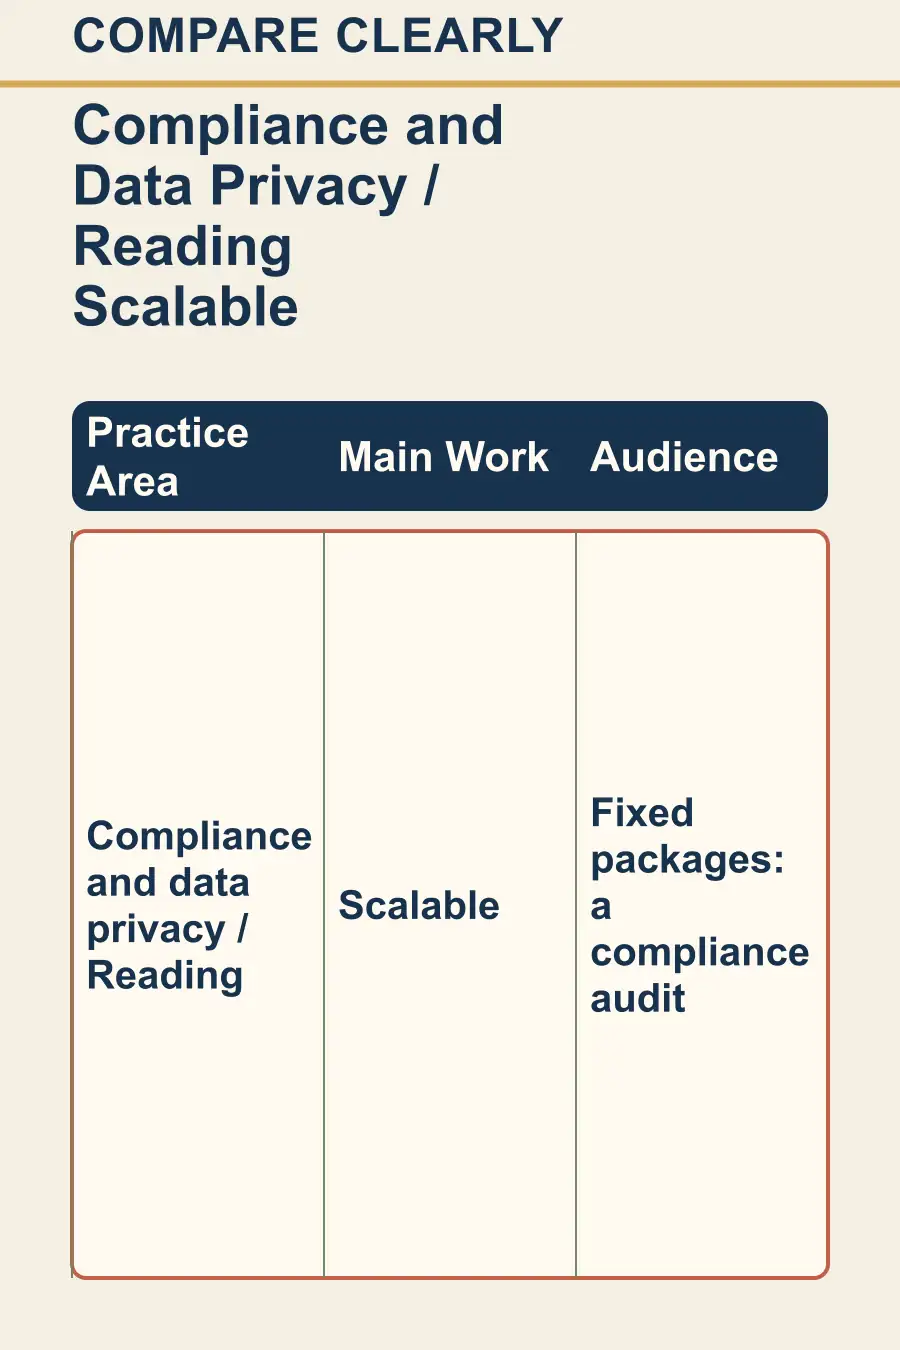 COMPARE CLEARLY
Compliance and
Data Privacy /
Reading
Scalable
Practice
Area
Main Work
Audience
Compliance
and data
privacy /
Reading
Scalable
Fixed
packages:
a
compliance
audit